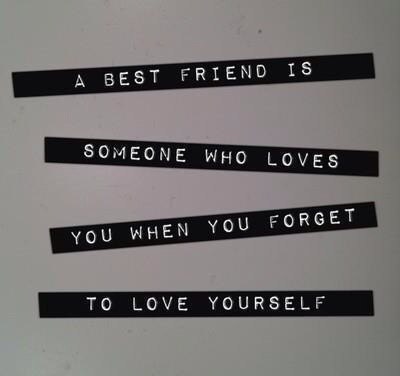 A BEST FRIEND IS
SOMEONE WHO LOVES
YOU WHEN YOU FORGET
TO LOVE YOURSELF